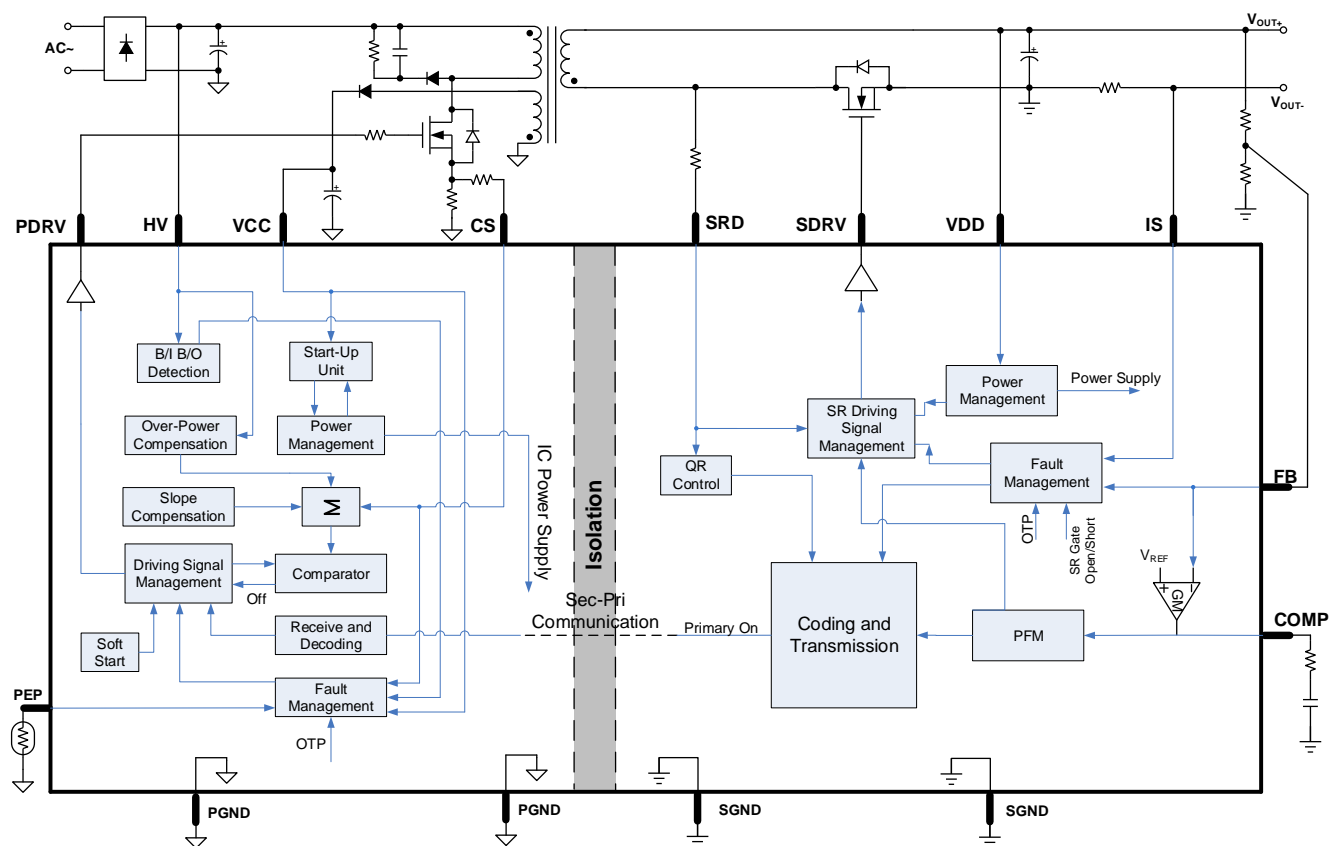 AC~
VOUT+
VOUT-
PDRV
HV
VCC
CS
SRD
SDRV
VDD
IS
B/I B/O
Detection
Start-Up
Unit
Over-Power
Compensation
Power
Management
Slope
Compensation
M
Driving Signal
Management
Comparator
Off
Soft
Start
Receive and
Decoding
Fault
Management
OTP
PEP
IC Power Supply
Isolation
Sec-Pri
Communication
Primary On
QR
Control
SR Driving
Signal
Management
Power
Management
Power Supply
Fault
Management
OTP
SR Gate
Open/Short
FB
VREF
+
−
GM
Coding and
Transmission
PFM
COMP
PGND
PGND
SGND
SGND